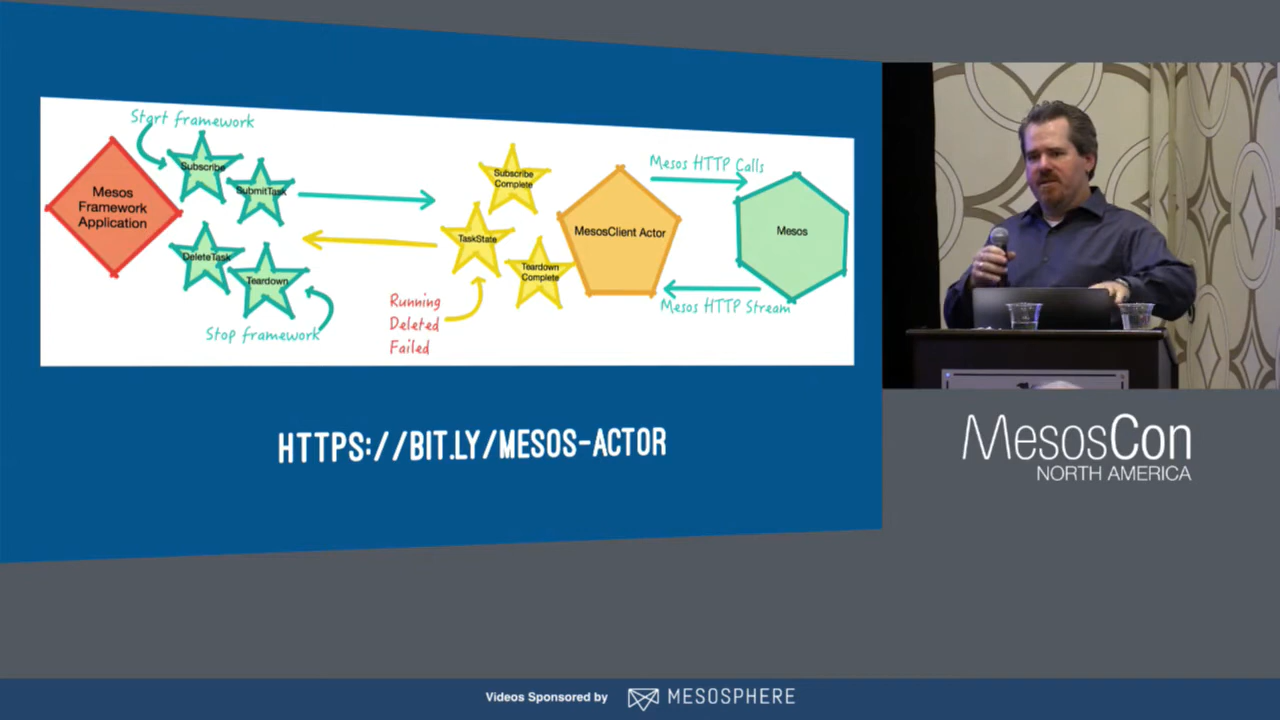 Start framework
Subscribe
SubmitTask
Mesos
Framework
Application
DeleteTask
Teardown
Stop framework
Subscribe
Complete
TaskState
Teardown
Complete
Running
Deleted
Failed
MesosClient Actor
Mesos HTTP Calls
Mesos
Mesos HTTP Stream
HTTPS://BIT.LY/MESOS-ACTOR
MesosCon
NORTH AMERICA
Videos Sponsored by
MESOSPHERE